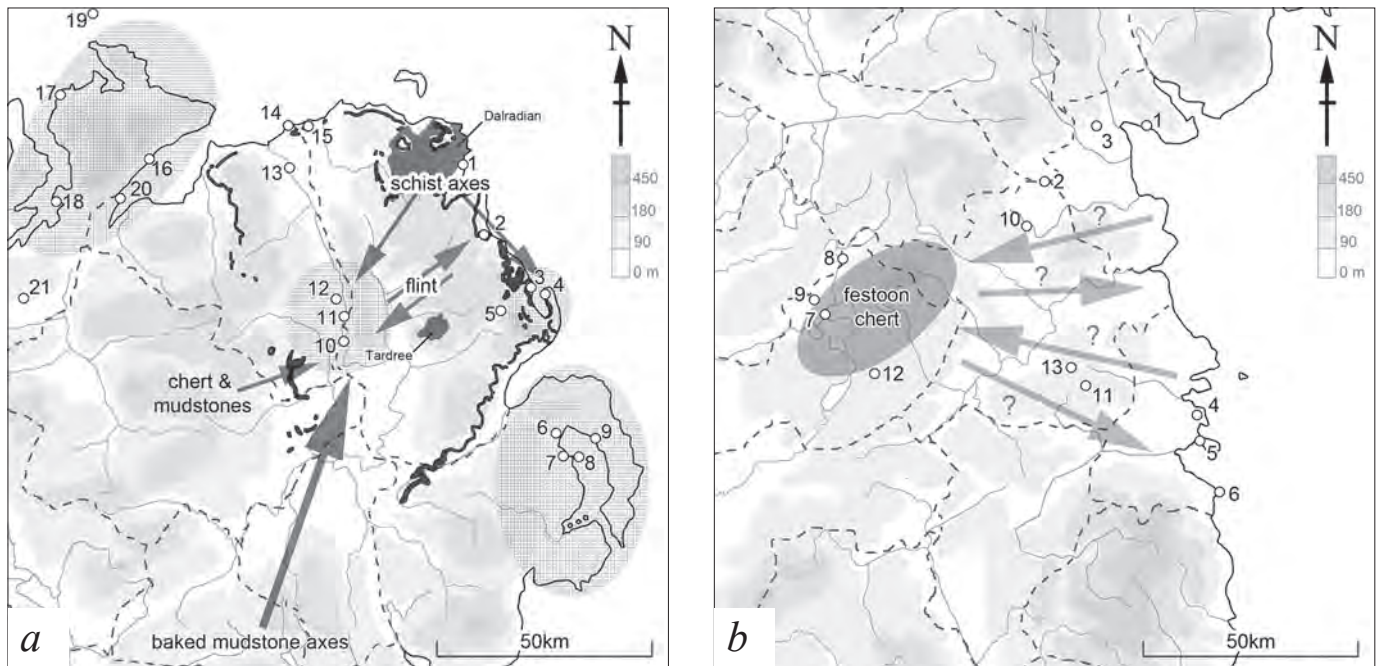 19
N
17
14
15
Dalradian
1
16
13
450
180
90
0 m
schist axes
18
20
2
21
12
flint
3
4
11
5
10
Tardree
chert &
mudstones
6
9
7
8
a
baked mudstone axes
50km
N
1
3
450
180
90
0 m
2
10
?
8
?
9
festoon
chert
7
?
13
12
11
?
4
5
6
b
50km